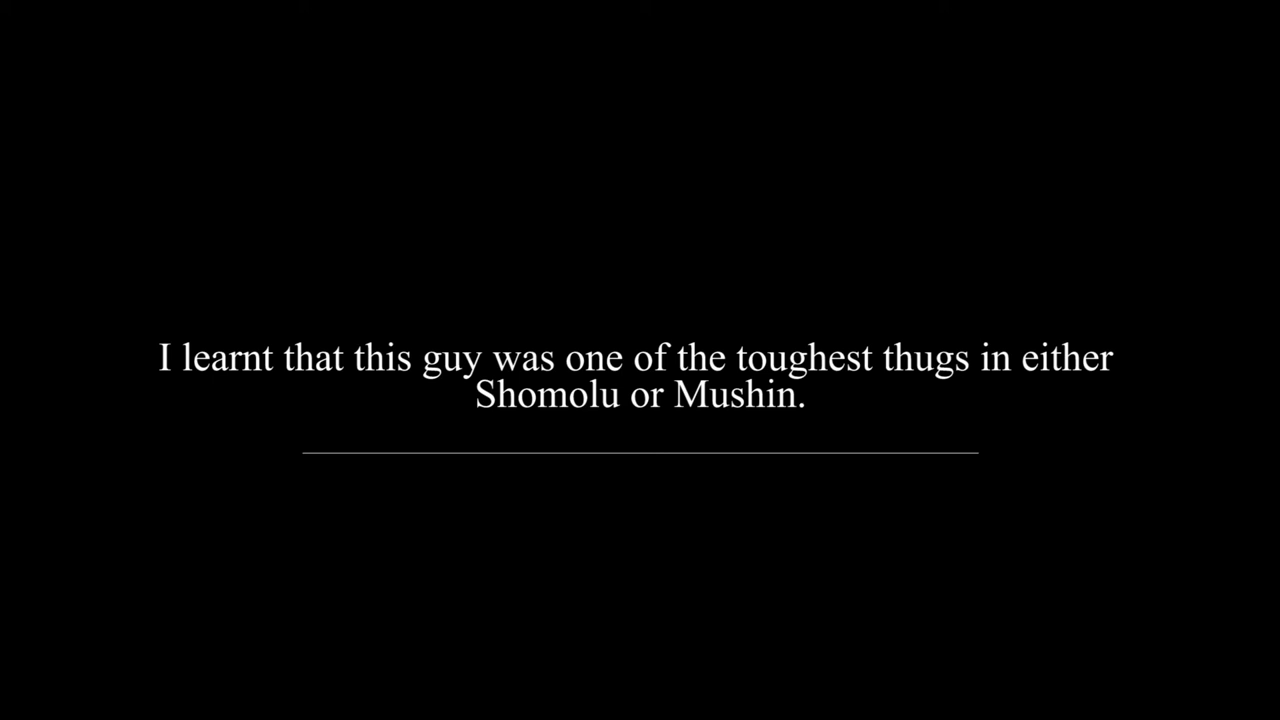 I learnt that this guy was one of the toughest thugs in either
Shomolu or Mushin.